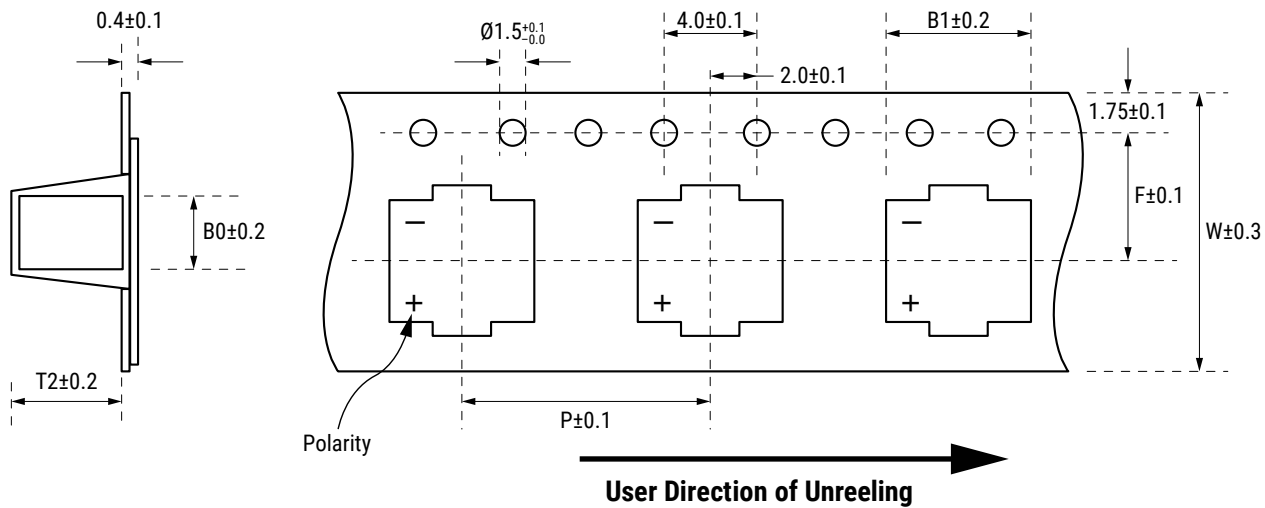 0.4±0.1
Ø1.5+0.1 −0.0
4.0±0.1
B1±0.2
2.0±0.1
1.75±0.1
B0±0.2
F±0.1
W±0.3
−
−
−
+
+
+
T2±0.2
P±0.1
Polarity
User Direction of Unreeling